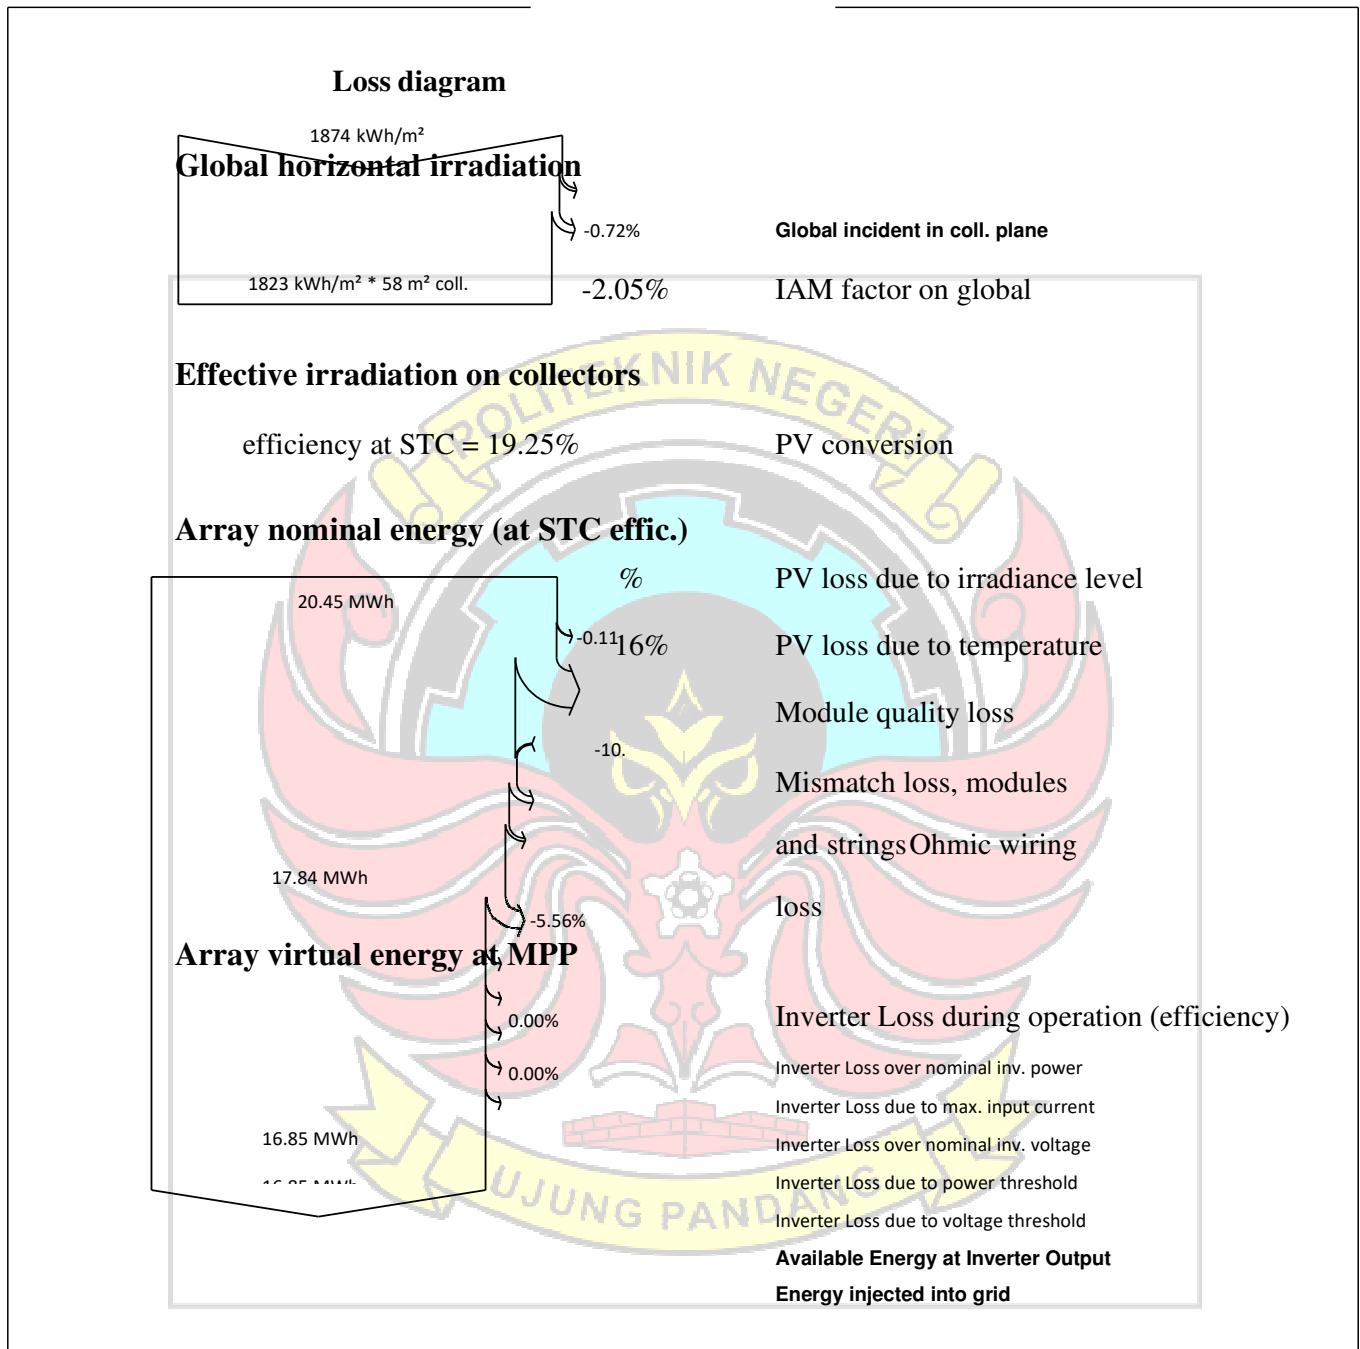 Loss diagram
1874 kWh/m²
Global horizontal irradiation
-0.72% Global incident in coll. plane
1823 kWh/m² * 58 m² coll. -2.05% IAM factor on global
Effective irradiation on collectors
POLITEKNIK NEGERI
efficiency at STC = 19.25% PV conversion
Array nominal energy (at STC effic.)
% PV loss due to irradiance level
20.45 MWh
-0.11 16% PV loss due to temperature
Module quality loss
-10.
Mismatch loss, modules
and strings Ohmic wiring
17.84 MWh
loss
-5.56%
Array virtual energy at MPP
0.00% Inverter Loss during operation (efficiency)
0.00% Inverter Loss over nominal inv. power
Inverter Loss due to max. input current
16.85 MWh Inverter Loss over nominal inv. voltage
16.85 MWh Inverter Loss due to power threshold
UJUNG PANDANG
Inverter Loss due to voltage threshold
Available Energy at Inverter Output
Energy injected into grid